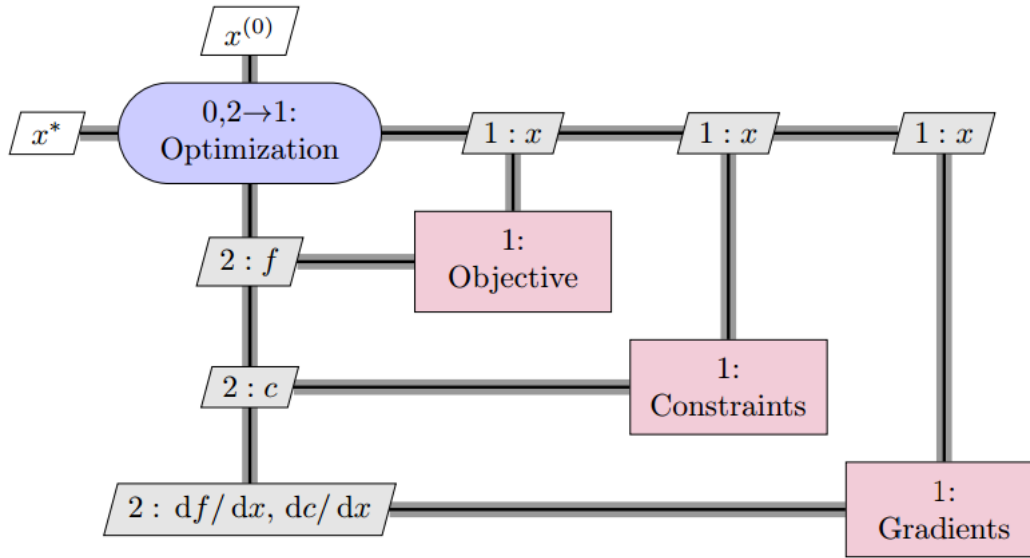 x^{(0)}
x^*
0,2→1:
Optimization
1 : x
1 : x
1 : x
2 : f
1:
Objective
2 : c
1:
Constraints
2 : df/ dx, dc/ dx
1:
Gradients